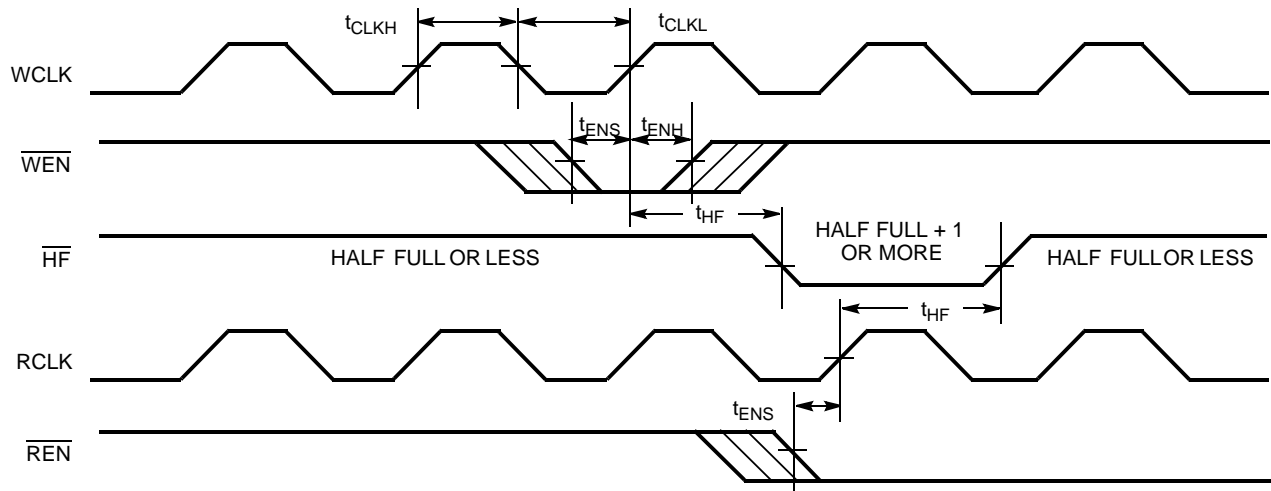 tCLKH
tCLKL
WCLK
tENS
tENH
WEN
tHF
HALF FULL OR LESS
HALF FULL + 1
OR MORE
HALF FULL OR LESS
HF
tHF
RCLK
tENS
REN